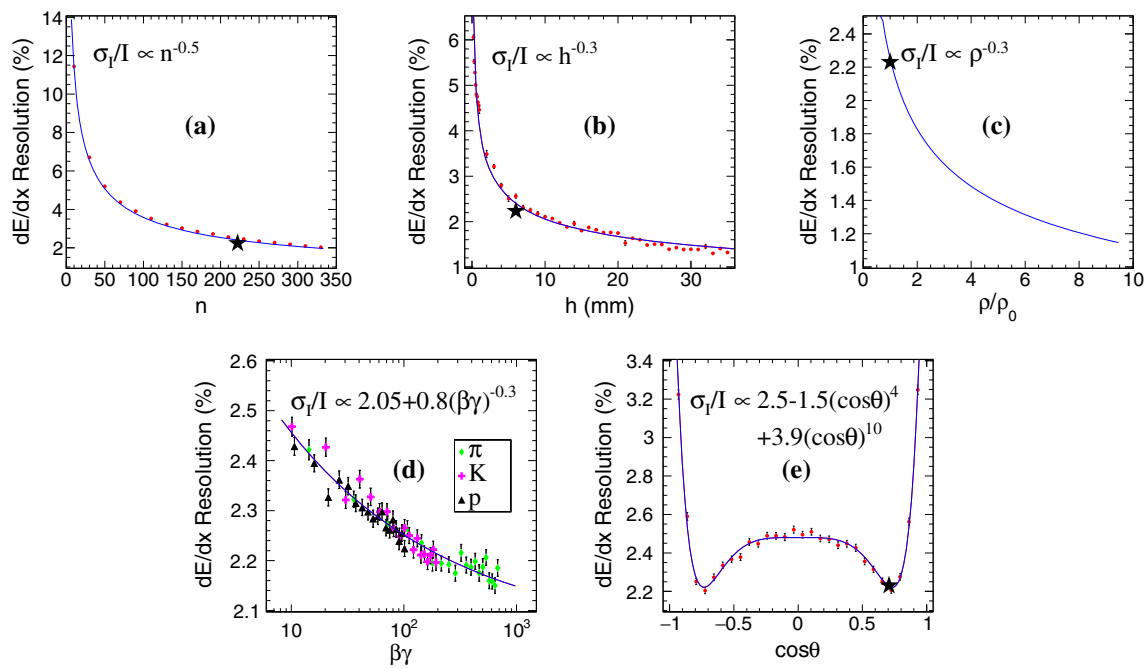 14
12
10
8
6
4
2
0 50 100 150 200 250 300 350
n
dE/dx Resolution (%)
σI/I ∝ n-0.5
(a)
6
5
4
3
2
1
0 10 20 30
h (mm)
dE/dx Resolution (%)
σI/I ∝ h-0.3
(b)
2.4
2.2
2
1.8
1.6
1.4
1.2
1
0 2 4 6 8 10
ρ/ρ0
dE/dx Resolution (%)
σI/I ∝ ρ-0.3
(c)
2.6
2.5
2.4
2.3
2.2
2.1
10 10² 10³
βγ
dE/dx Resolution (%)
σI/I ∝ 2.05+0.8(βγ)-0.3
π
K
p
(d)
3.4
3.2
3
2.8
2.6
2.4
2.2
2
−1 −0.5 0 0.5 1
cosθ
dE/dx Resolution (%)
σI/I ∝ 2.5-1.5(cosθ)4
+3.9(cosθ)10
(e)